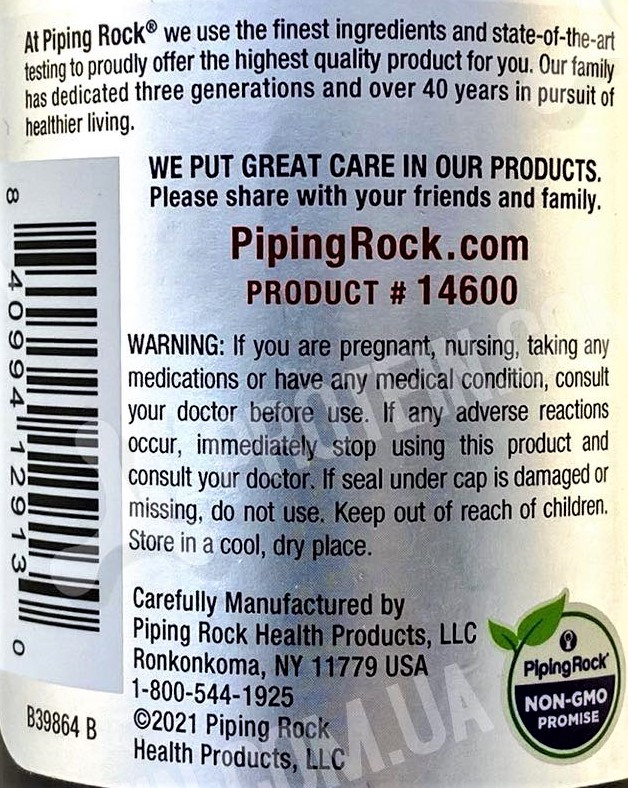 At Piping Rock® we use the finest ingredients and state-of-the-art
testing to proudly offer the highest quality product for you. Our family
has dedicated three generations and over 40 years in pursuit of
healthier living.
WE PUT GREAT CARE IN OUR PRODUCTS.
Please share with your friends and family.
PipingRock.com
PRODUCT # 14600
8 40994 12913 0
WARNING: If you are pregnant, nursing, taking any
medications or have any medical condition, consult
your doctor before use. If any adverse reactions
occur, immediately stop using this product and
consult your doctor. If seal under cap is damaged or
missing, do not use. Keep out of reach of children.
Store in a cool, dry place.
Carefully Manufactured by
Piping Rock Health Products, LLC
Ronkonkoma, NY 11779 USA
1-800-544-1925
©2021 Piping Rock
Health Products, LLC
B39864 B
PipingRock®
NON-GMO
PROMISE